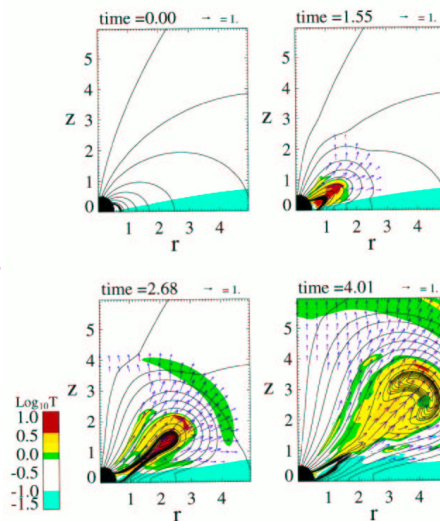 time =0.00 → =1.
time =1.55 → =1.
5
4
3
2
1
0
z
1 2 3 4
r
5
4
3
2
1
0
z
1 2 3 4
r
time =2.68 → =1.
time =4.01 → =1.
5
4
3
2
1
0
z
1 2 3 4
r
5
4
3
2
1
0
z
1 2 3 4
r
Log₁₀T
1.0
0.5
0.0
-0.5
-1.0
-1.5